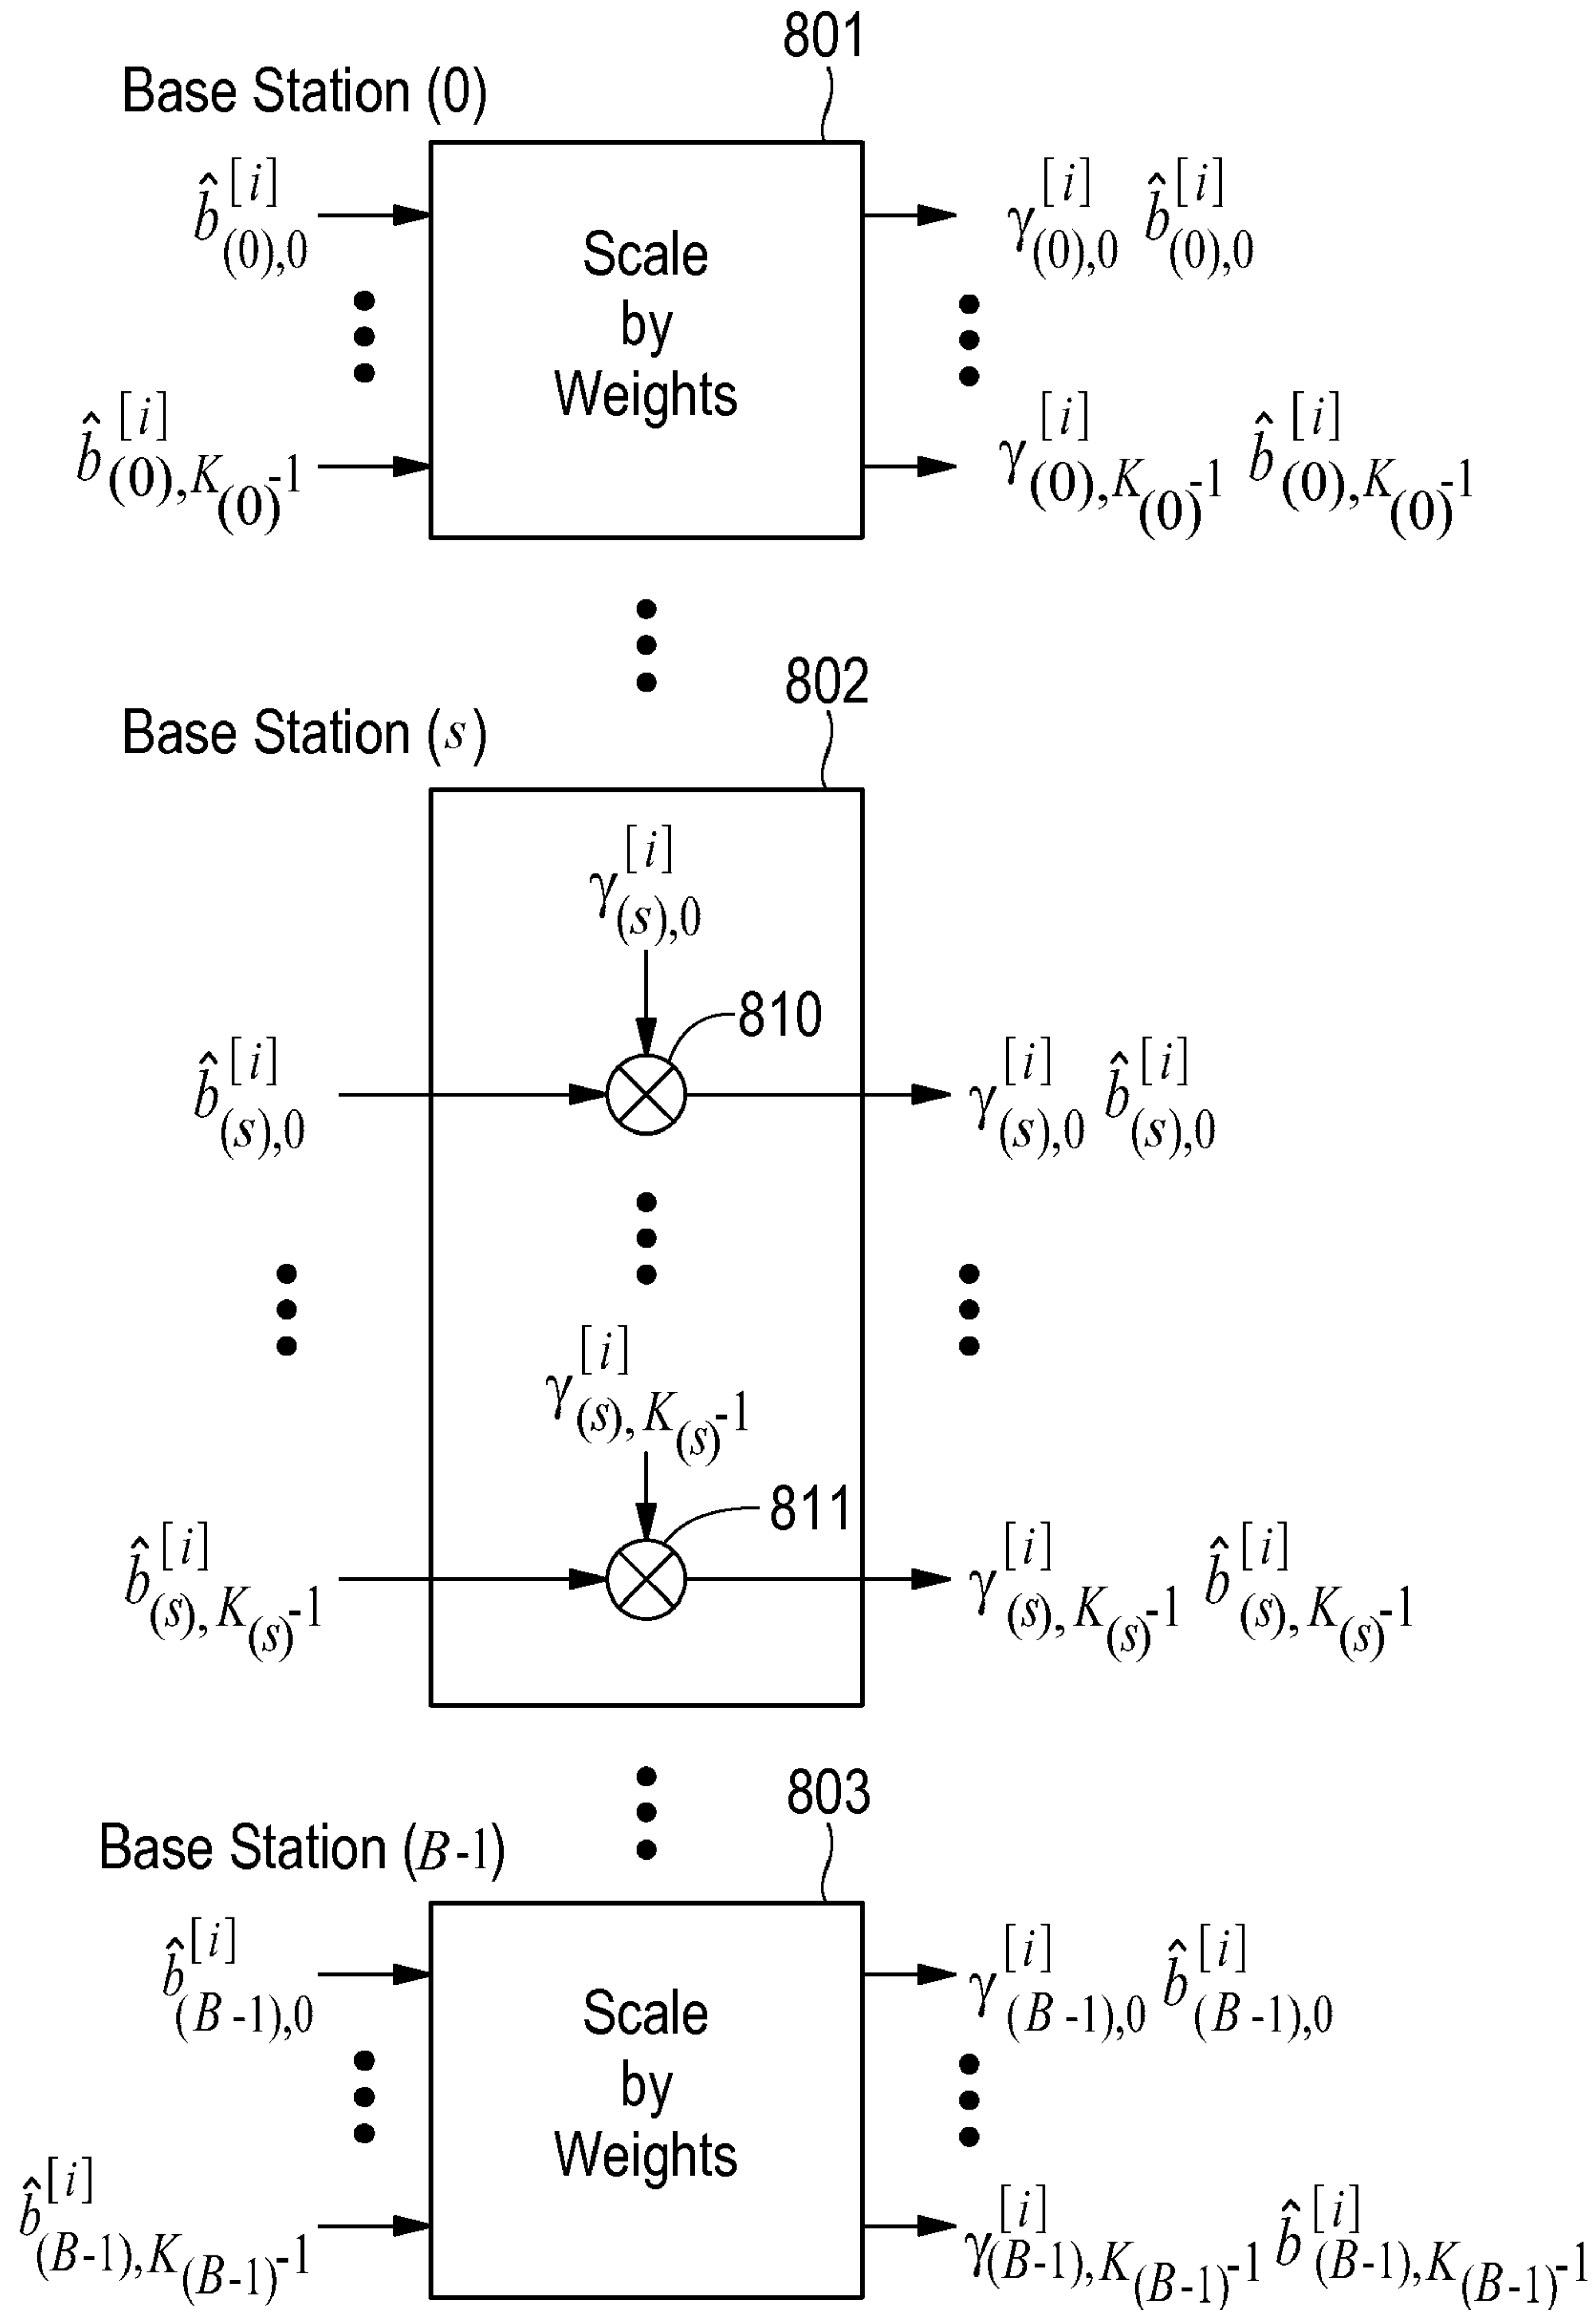 801
Base Station (0)
b̂^[i]_(0),0
Scale
by
Weights
γ^[i]_(0),0 b̂^[i]_(0),0
b̂^[i]_(0),K_(0)-1
γ^[i]_(0),K_(0)-1 b̂^[i]_(0),K_(0)-1
802
Base Station (s)
γ^[i]_(s),0
810
b̂^[i]_(s),0
γ^[i]_(s),0 b̂^[i]_(s),0
γ^[i]_(s),K_(s)-1
811
b̂^[i]_(s),K_(s)-1
γ^[i]_(s),K_(s)-1 b̂^[i]_(s),K_(s)-1
803
Base Station (B-1)
b̂^[i]_(B-1),0
Scale
by
Weights
γ^[i]_(B-1),0 b̂^[i]_(B-1),0
b̂^[i]_(B-1),K_(B-1)-1
γ^[i]_(B-1),K_(B-1)-1 b̂^[i]_(B-1),K_(B-1)-1